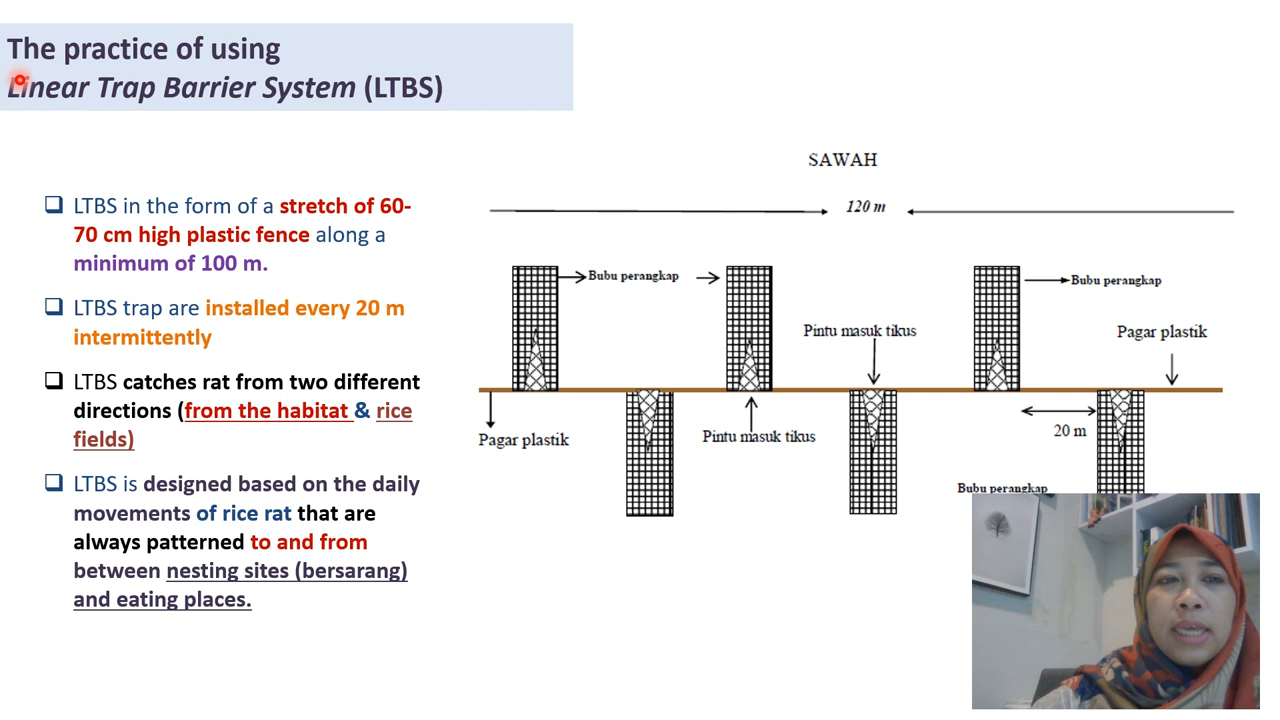 The practice of using
Linear Trap Barrier System (LTBS)
❑ LTBS in the form of a stretch of 60-
70 cm high plastic fence along a
minimum of 100 m.
❑ LTBS trap are installed every 20 m
intermittently
❑ LTBS catches rat from two different
directions (from the habitat & rice
fields)
❑ LTBS is designed based on the daily
movements of rice rat that are
always patterned to and from
between nesting sites (bersarang)
and eating places.
SAWAH
120 m
Bubu perangkap
Bubu perangkap
Pintu masuk tikus
Pagar plastik
Pagar plastik
Pintu masuk tikus
20 m
Bubu perangkap